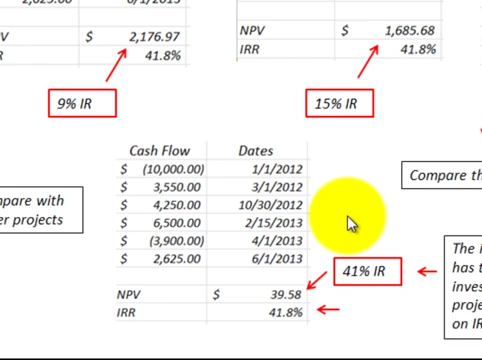 2,176.97
NPV $ 1,685.68
41.8%
IRR 41.8%
9% IR
15% IR
Cash Flow Dates
$ (10,000.00) 1/1/2012
$ 3,550.00 3/1/2012
$ 4,250.00 10/30/2012
$ 6,500.00 2/15/2013
$ (3,900.00) 4/1/2013
$ 2,625.00 6/1/2013
Compare th
mpare with
er projects
41% IR
NPV $ 39.58
IRR 41.8%
has t
inves
proje
on IR